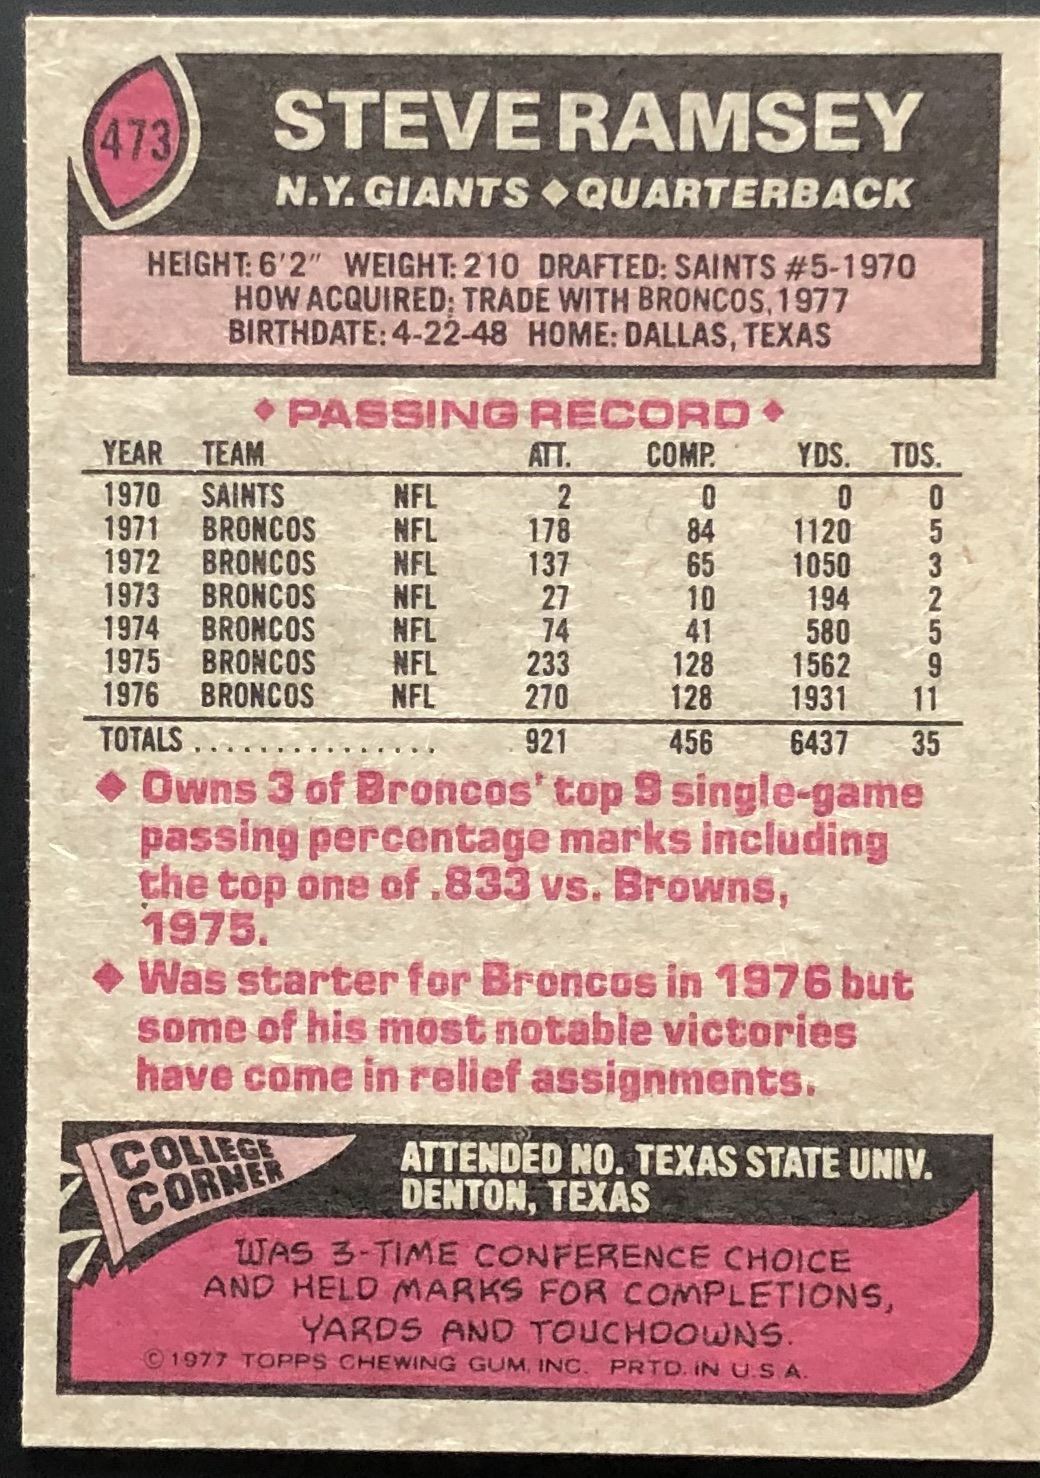 473
STEVE RAMSEY
N.Y. GIANTS ♦ QUARTERBACK
HEIGHT: 6'2" WEIGHT: 210 DRAFTED: SAINTS #5-1970
HOW ACQUIRED: TRADE WITH BRONCOS, 1977
BIRTHDATE: 4-22-48 HOME: DALLAS, TEXAS
♦ PASSING RECORD ♦
YEAR TEAM ATT. COMP. YDS. TDS.
1970 SAINTS NFL 2 0 0 0
1971 BRONCOS NFL 178 84 1120 5
1972 BRONCOS NFL 137 65 1050 3
1973 BRONCOS NFL 27 10 194 2
1974 BRONCOS NFL 74 41 580 5
1975 BRONCOS NFL 233 128 1562 9
1976 BRONCOS NFL 270 128 1931 11
TOTALS ............... 921 456 6437 35
♦ Owns 3 of Broncos' top 9 single-game
passing percentage marks including
the top one of .833 vs. Browns,
1975.
♦ Was starter for Broncos in 1976 but
some of his most notable victories
have come in relief assignments.
COLLEGE
CORNER
ATTENDED NO. TEXAS STATE UNIV.
DENTON, TEXAS
WAS 3-TIME CONFERENCE CHOICE
AND HELD MARKS FOR COMPLETIONS,
YARDS AND TOUCHDOWNS.
© 1977 TOPPS CHEWING GUM, INC. PRTD. IN U.S.A.